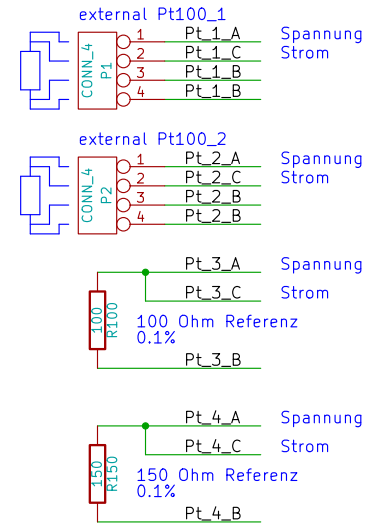 external Pt100_1
1 Pt_1_A Spannung
2 Pt_1_C Strom
3 Pt_1_B
4 Pt_1_B
CONN_4
P1
external Pt100_2
1 Pt_2_A Spannung
2 Pt_2_C Strom
3 Pt_2_B
4 Pt_2_B
CONN_4
P2
Pt_3_A Spannung
Pt_3_C Strom
100
R100
100 Ohm Referenz
0.1%
Pt_3_B
Pt_4_A Spannung
Pt_4_C Strom
150
R150
150 Ohm Referenz
0.1%
Pt_4_B